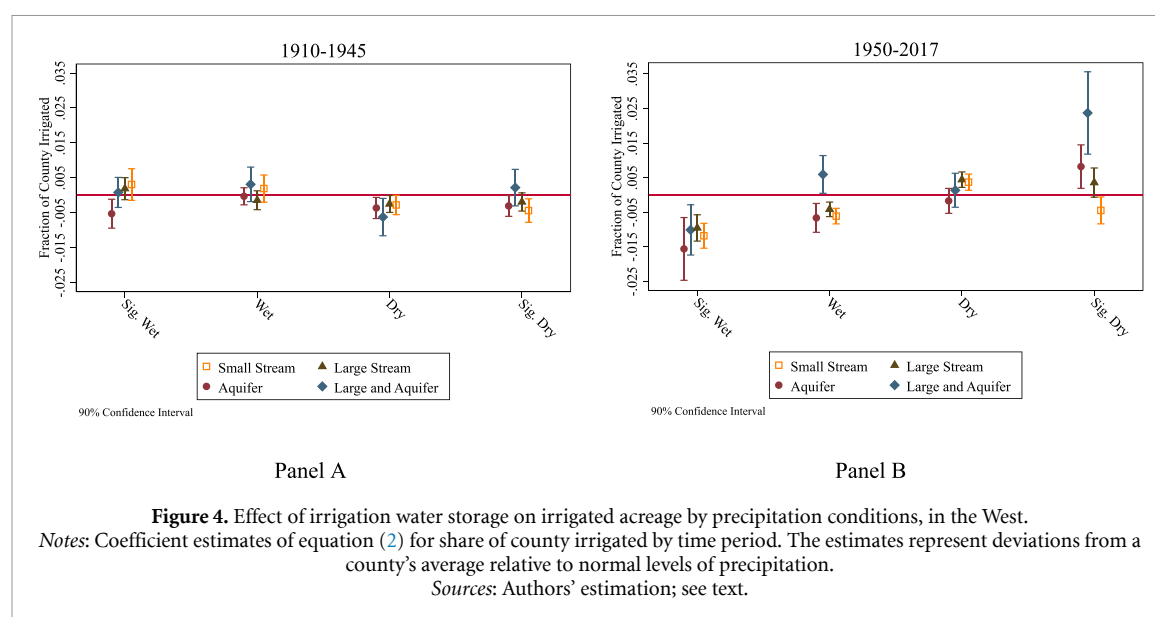 1910-1945
Fraction of County Irrigated
.035
.025
.015
.005
-.005
-.015
-.025
Sig. Wet
Wet
Dry
Sig. Dry
Small Stream
Large Stream
Aquifer
Large and Aquifer
90% Confidence Interval
Panel A
1950-2017
Fraction of County Irrigated
.035
.025
.015
.005
-.005
-.015
-.025
Sig. Wet
Wet
Dry
Sig. Dry
Small Stream
Large Stream
Aquifer
Large and Aquifer
90% Confidence Interval
Panel B
Figure 4. Effect of irrigation water storage on irrigated acreage by precipitation conditions, in the West.
Notes: Coefficient estimates of equation (2) for share of county irrigated by time period. The estimates represent deviations from a
county's average relative to normal levels of precipitation.
Sources: Authors' estimation; see text.